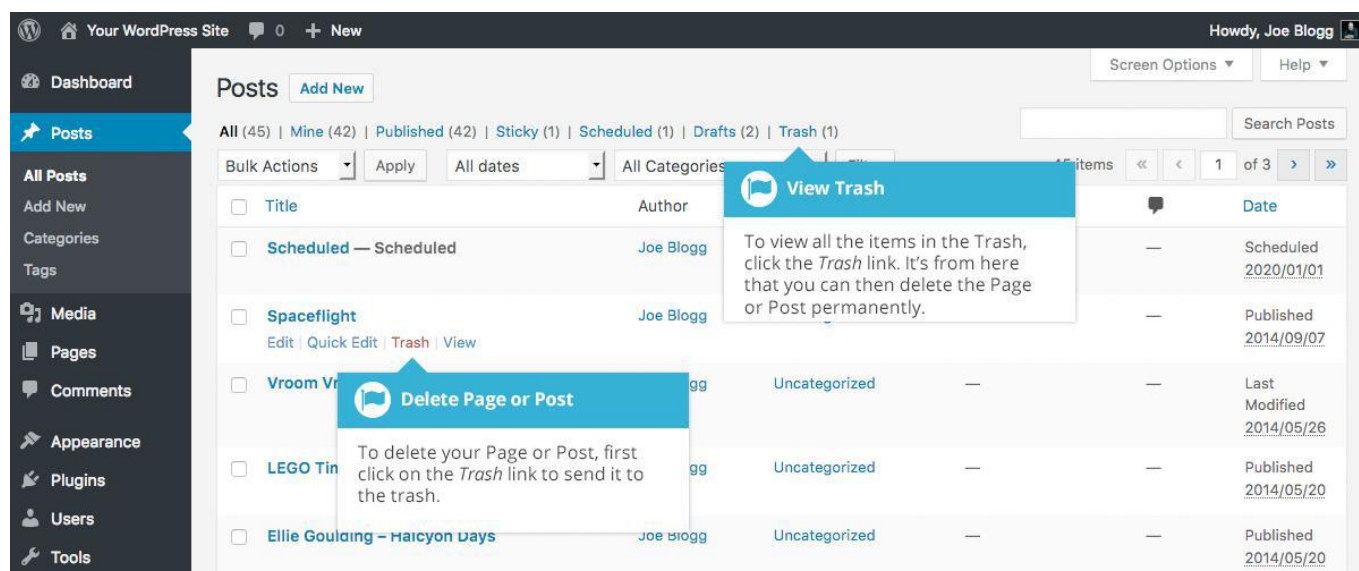 Your WordPress Site 0 + New Howdy, Joe Blogg
Dashboard
Posts
All Posts
Add New
Categories
Tags
Media
Pages
Comments
Appearance
Plugins
Users
Tools
Screen Options Help
Posts Add New
All (45) | Mine (42) | Published (42) | Sticky (1) | Scheduled (1) | Drafts (2) | Trash (1)
Search Posts
Bulk Actions Apply All dates All Categories items « ‹ 1 of 3 › »
Title Author Date
Scheduled — Scheduled Joe Blogg — Scheduled
2020/01/01
Spaceflight Joe Blogg — Published
2014/09/07
Edit | Quick Edit | Trash | View
View Trash
To view all the items in the Trash,
click the Trash link. It's from here
that you can then delete the Page
or Post permanently.
Vroom Uncategorized — — Last
Modified
2014/05/26
Delete Page or Post
To delete your Page or Post, first
click on the Trash link to send it to
the trash.
LEGO Uncategorized — — Published
2014/05/20
Ellie Goulding – Halcyon Days Joe Blogg Uncategorized — — Published
2014/05/20